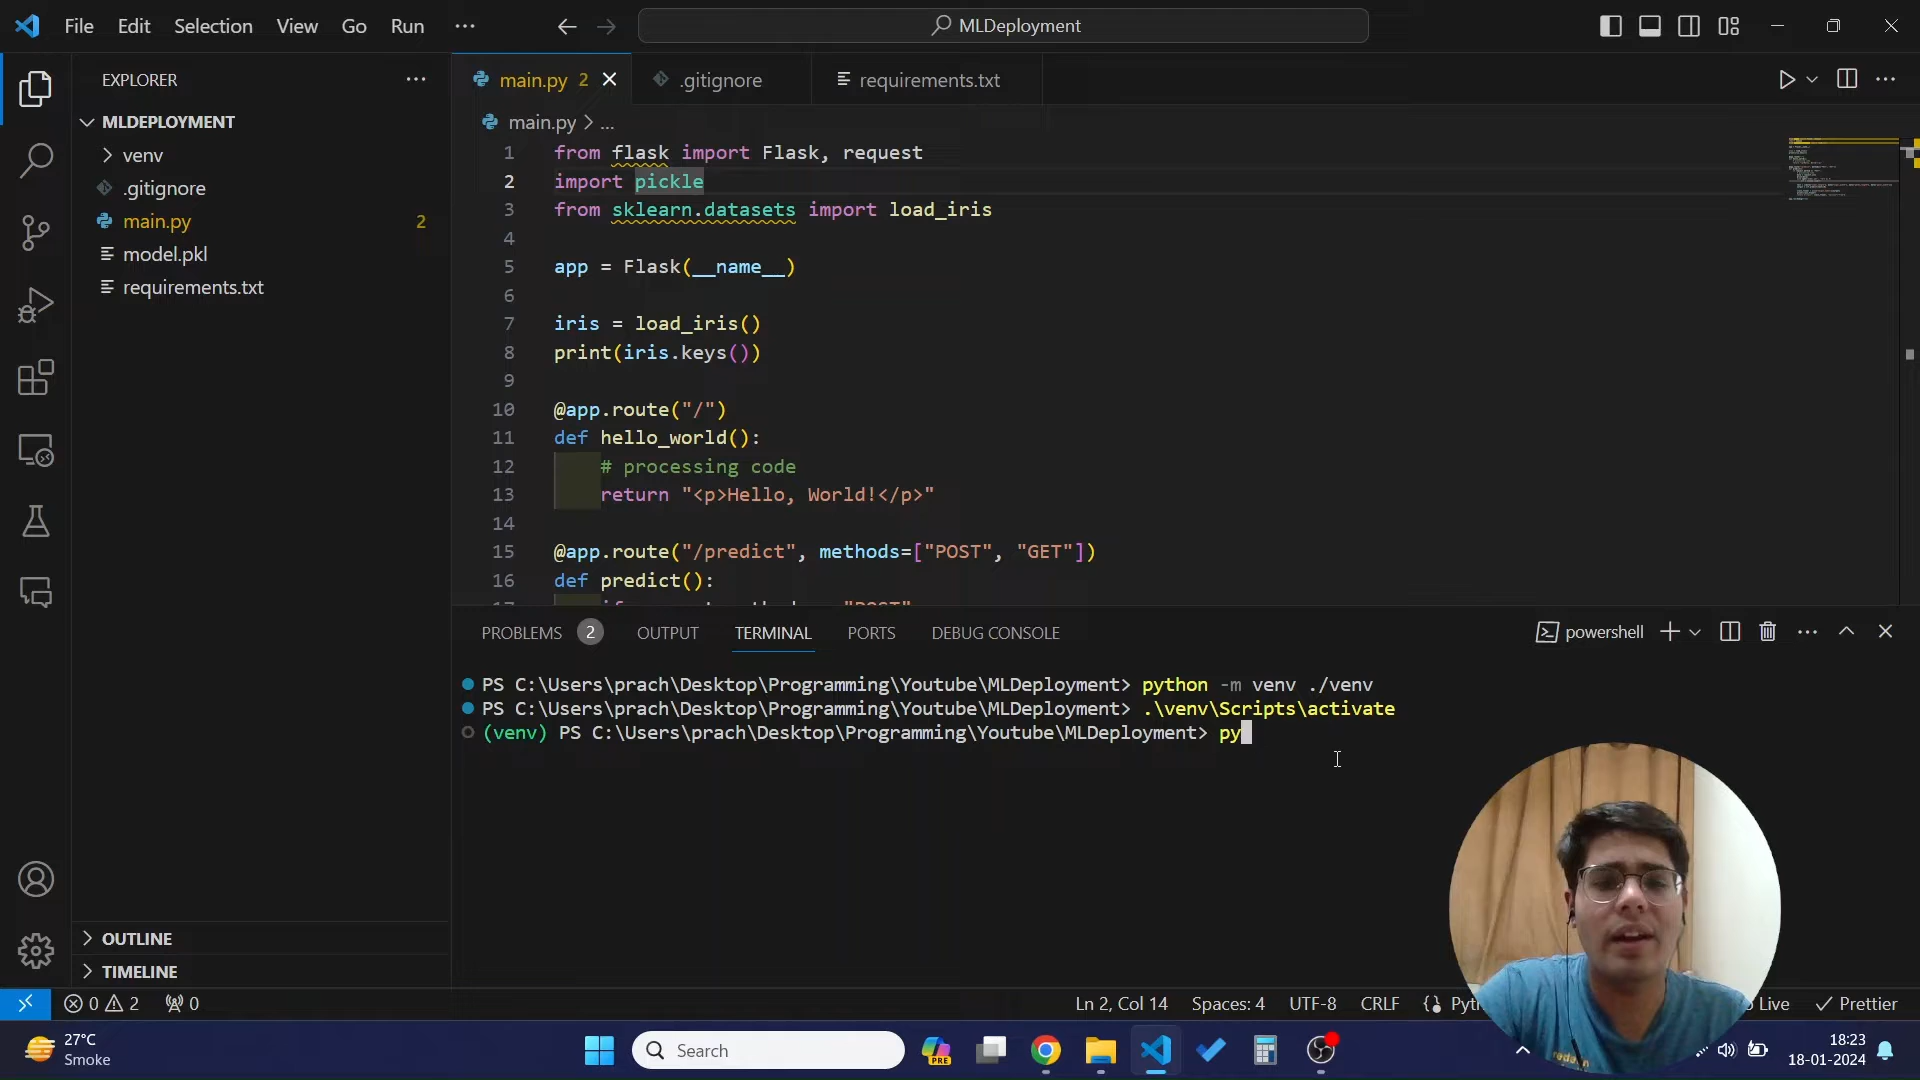 File Edit Selection View Go Run ···
MLDeployment
EXPLORER
MLDEPLOYMENT
venv
.gitignore
main.py 2
model.pkl
requirements.txt
OUTLINE
TIMELINE
main.py 2
.gitignore
requirements.txt
main.py > ...
1 from flask import Flask, request
2 import pickle
3 from sklearn.datasets import load_iris
4
5 app = Flask(__name__)
6
7 iris = load_iris()
8 print(iris.keys())
9
10 @app.route("/")
11 def hello_world():
12 # processing code
13 return "<p>Hello, World!</p>"
14
15 @app.route("/predict", methods=["POST", "GET"])
16 def predict():
PROBLEMS 2 OUTPUT TERMINAL PORTS DEBUG CONSOLE
powershell
PS C:\Users\prach\Desktop\Programming\Youtube\MLDeployment> python -m venv ./venv
PS C:\Users\prach\Desktop\Programming\Youtube\MLDeployment> .\venv\Scripts\activate
(venv) PS C:\Users\prach\Desktop\Programming\Youtube\MLDeployment> py
0 2 0
Ln 2, Col 14 Spaces: 4 UTF-8 CRLF Live Prettier
27°C
Smoke
Search
PRE
18:23
18-01-2024